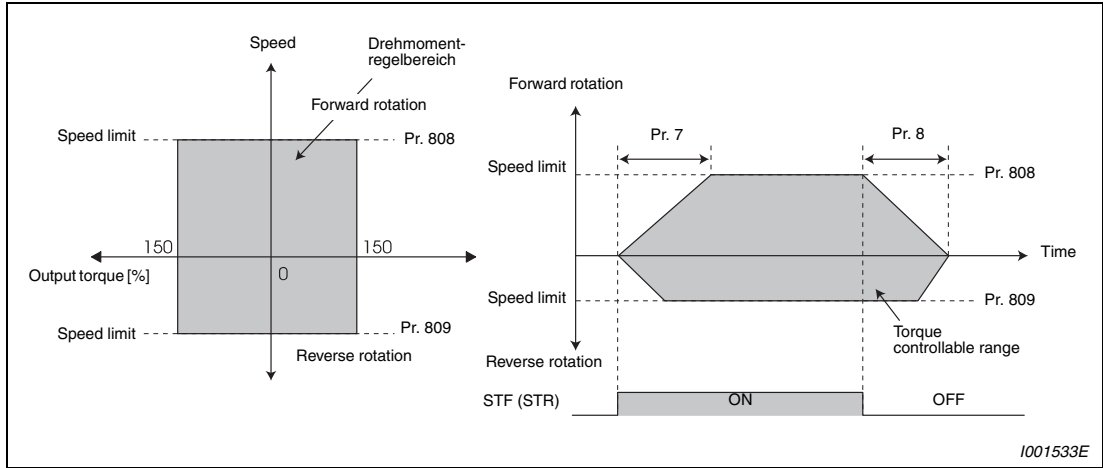 Speed
Drehmoment-
regelbereich
Forward rotation
Speed limit
Pr. 808
150
150
Output torque [%]
0
Speed limit
Pr. 809
Reverse rotation
Forward rotation
Pr. 7
Pr. 8
Speed limit
Pr. 808
Time
Speed limit
Pr. 809
Torque
controllable range
Reverse rotation
STF (STR)
ON
OFF
I001533E